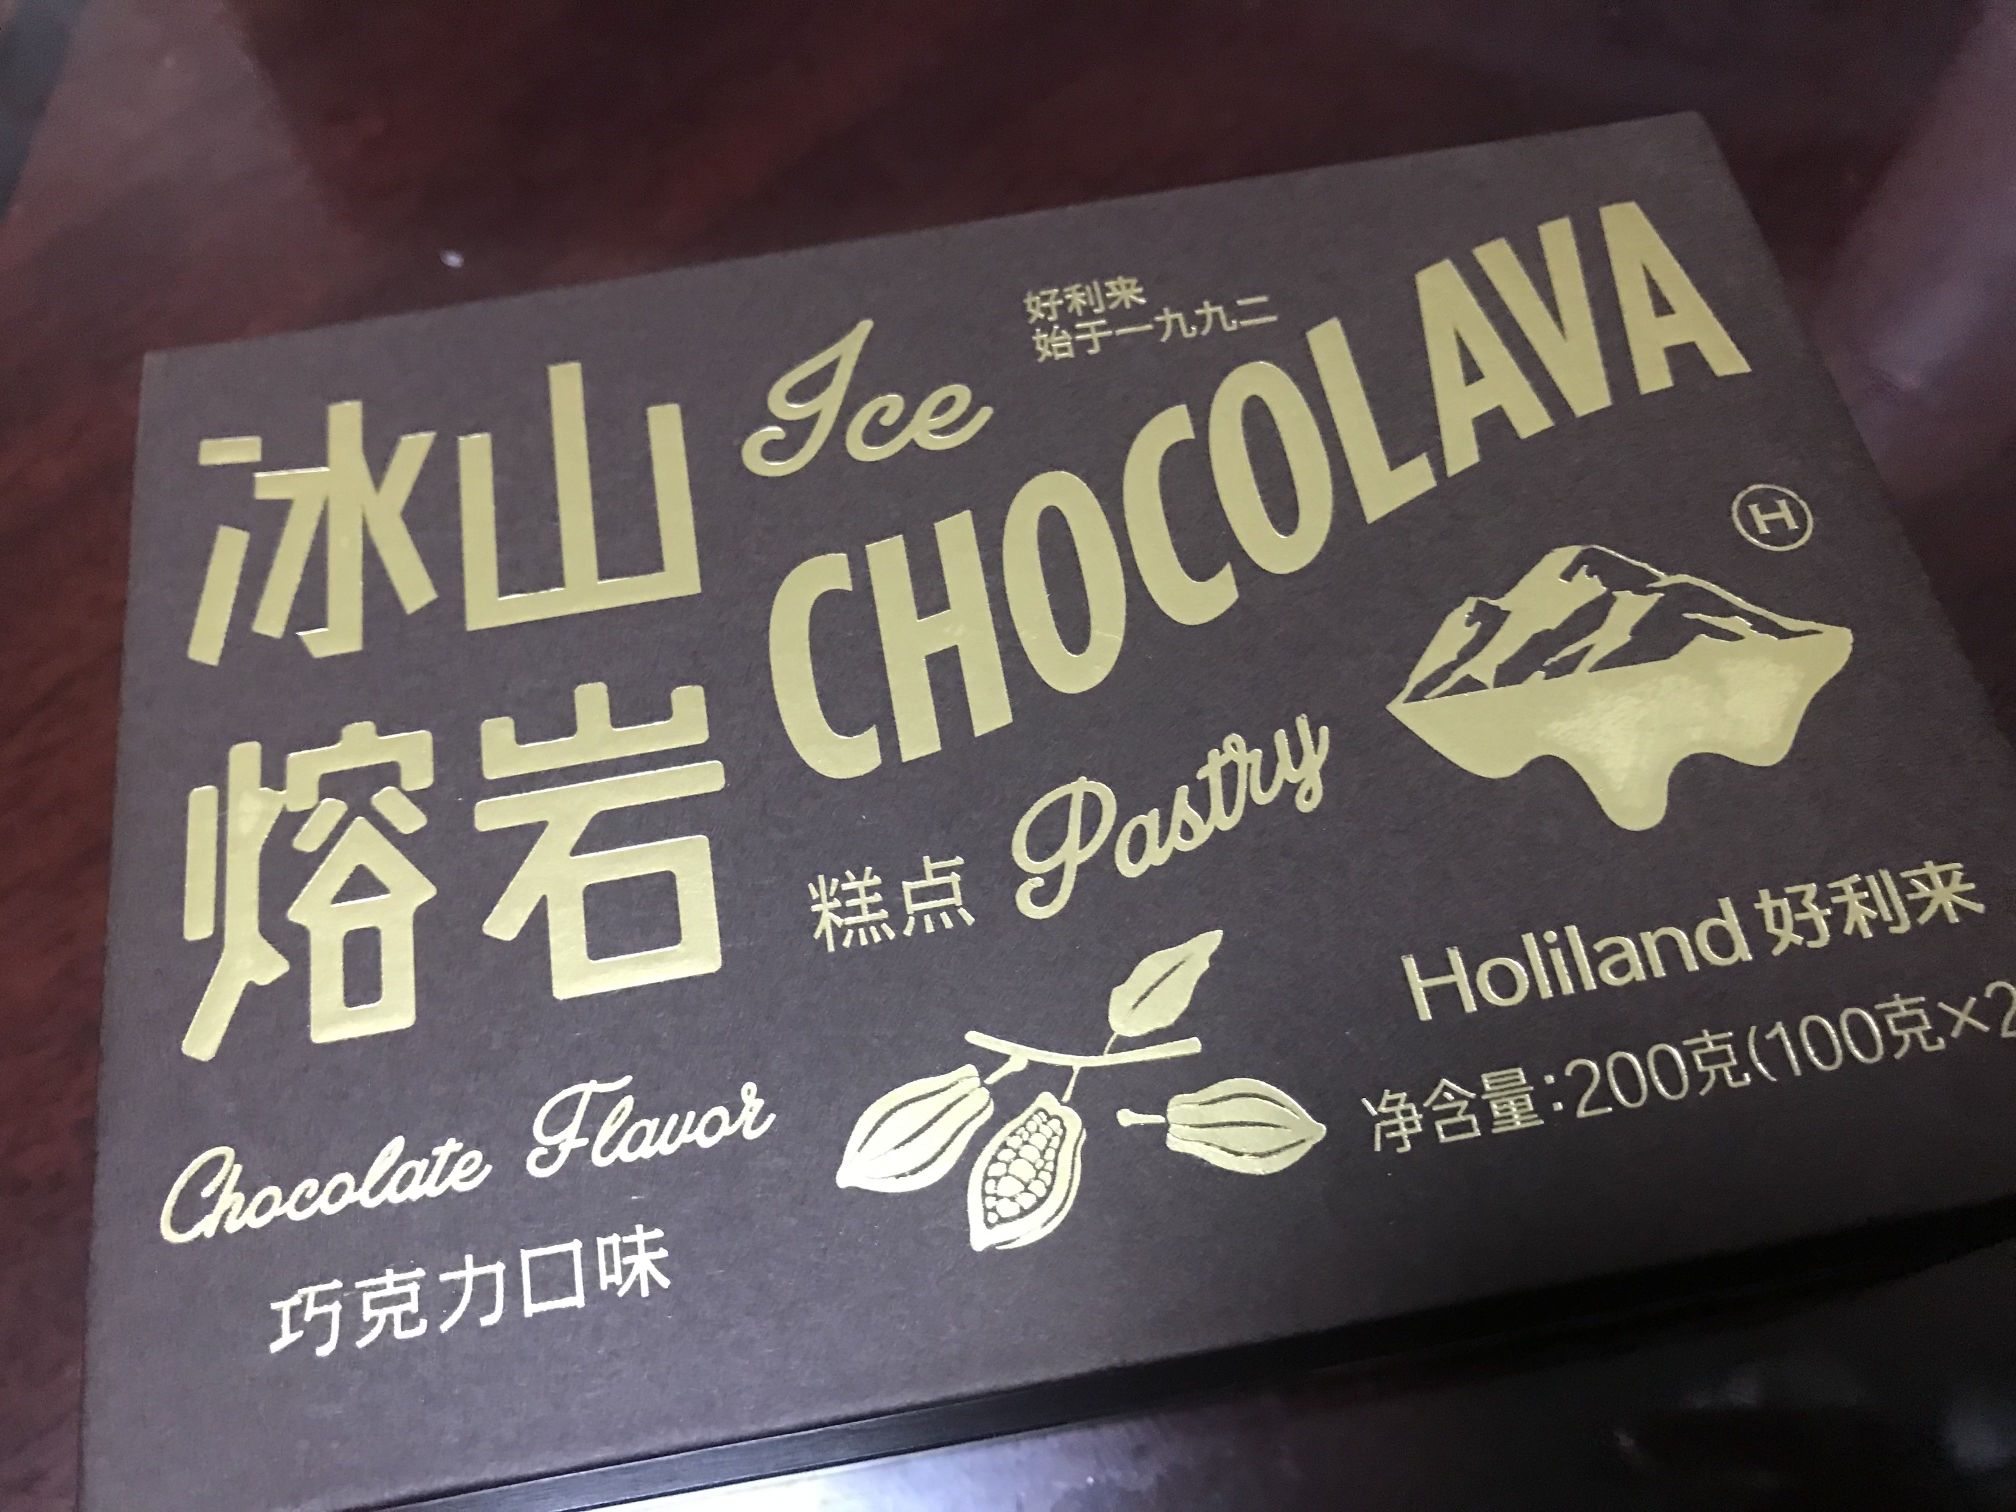 好利来
始于一九九二
冰山
熔岩
Ice
CHOCOLAVA
糕点 Pastry
H
Holiland 好利来
净含量:200克(100克×2
Chocolate Flavor
巧克力口味